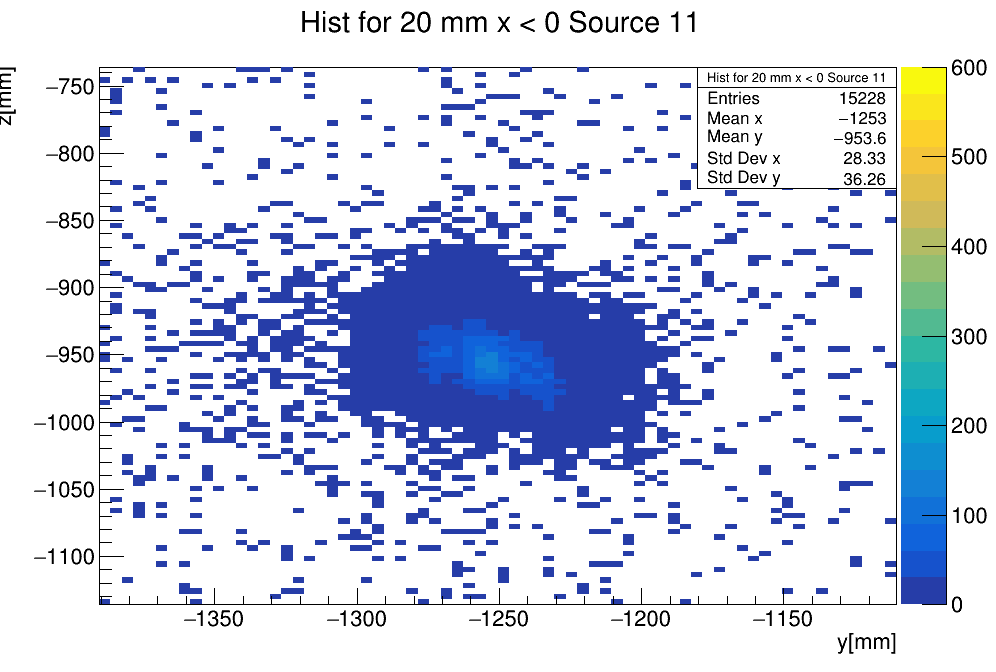 Hist for 20 mm x < 0 Source 11
z[mm]
Hist for 20 mm x < 0 Source 11
Entries 15228
Mean x −1253
Mean y −953.6
Std Dev x 28.33
Std Dev y 36.26
−750
−800
−850
−900
−950
−1000
−1050
−1100
600
500
400
300
200
100
0
−1350 −1300 −1250 −1200 −1150
y[mm]